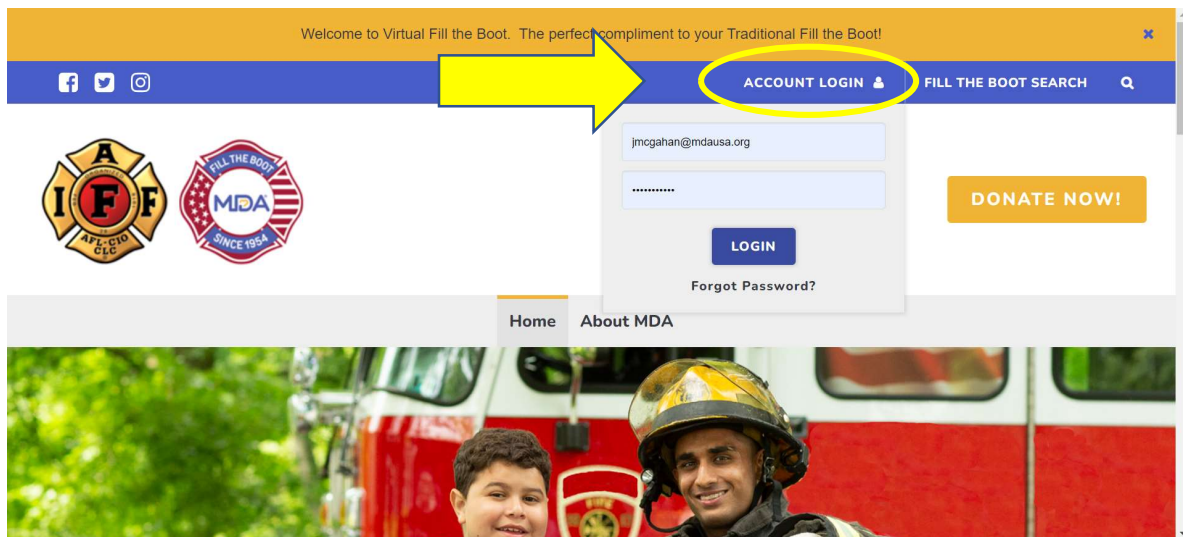 Welcome to Virtual Fill the Boot. The perfect compliment to your Traditional Fill the Boot!
ACCOUNT LOGIN
FILL THE BOOT SEARCH
jmcgahan@mdausa.org
•••••••••••
LOGIN
Forgot Password?
A
I F F
ORGANIZED
AFL-CIO
CLC
FILL THE BOOT
MDA
SINCE 1954
DONATE NOW!
Home About MDA